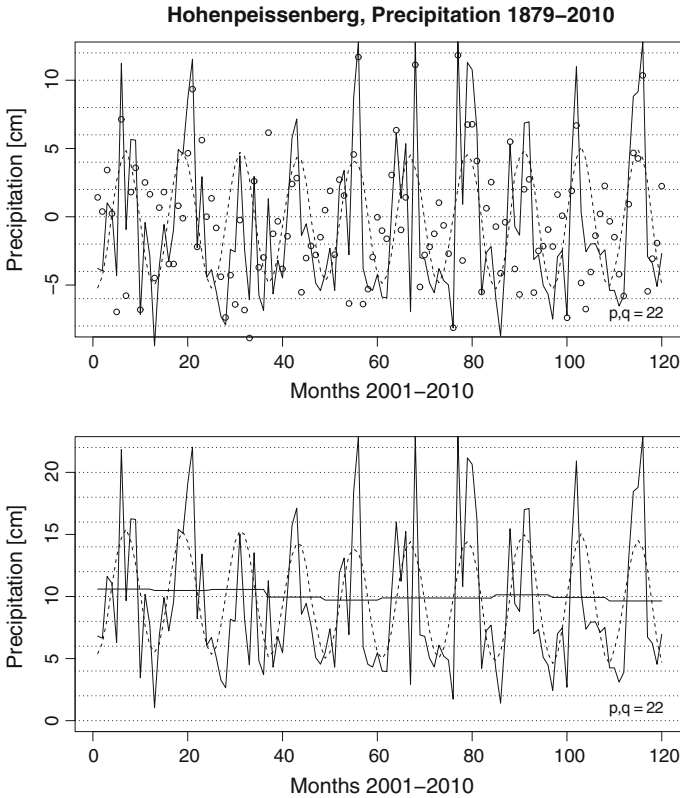 Hohenpeissenberg, Precipitation 1879−2010
Precipitation [cm]
10
5
0
−5
p,q = 22
0 20 40 60 80 100 120
Months 2001−2010
Precipitation [cm]
20
15
10
5
0
p,q = 22
0 20 40 60 80 100 120
Months 2001−2010